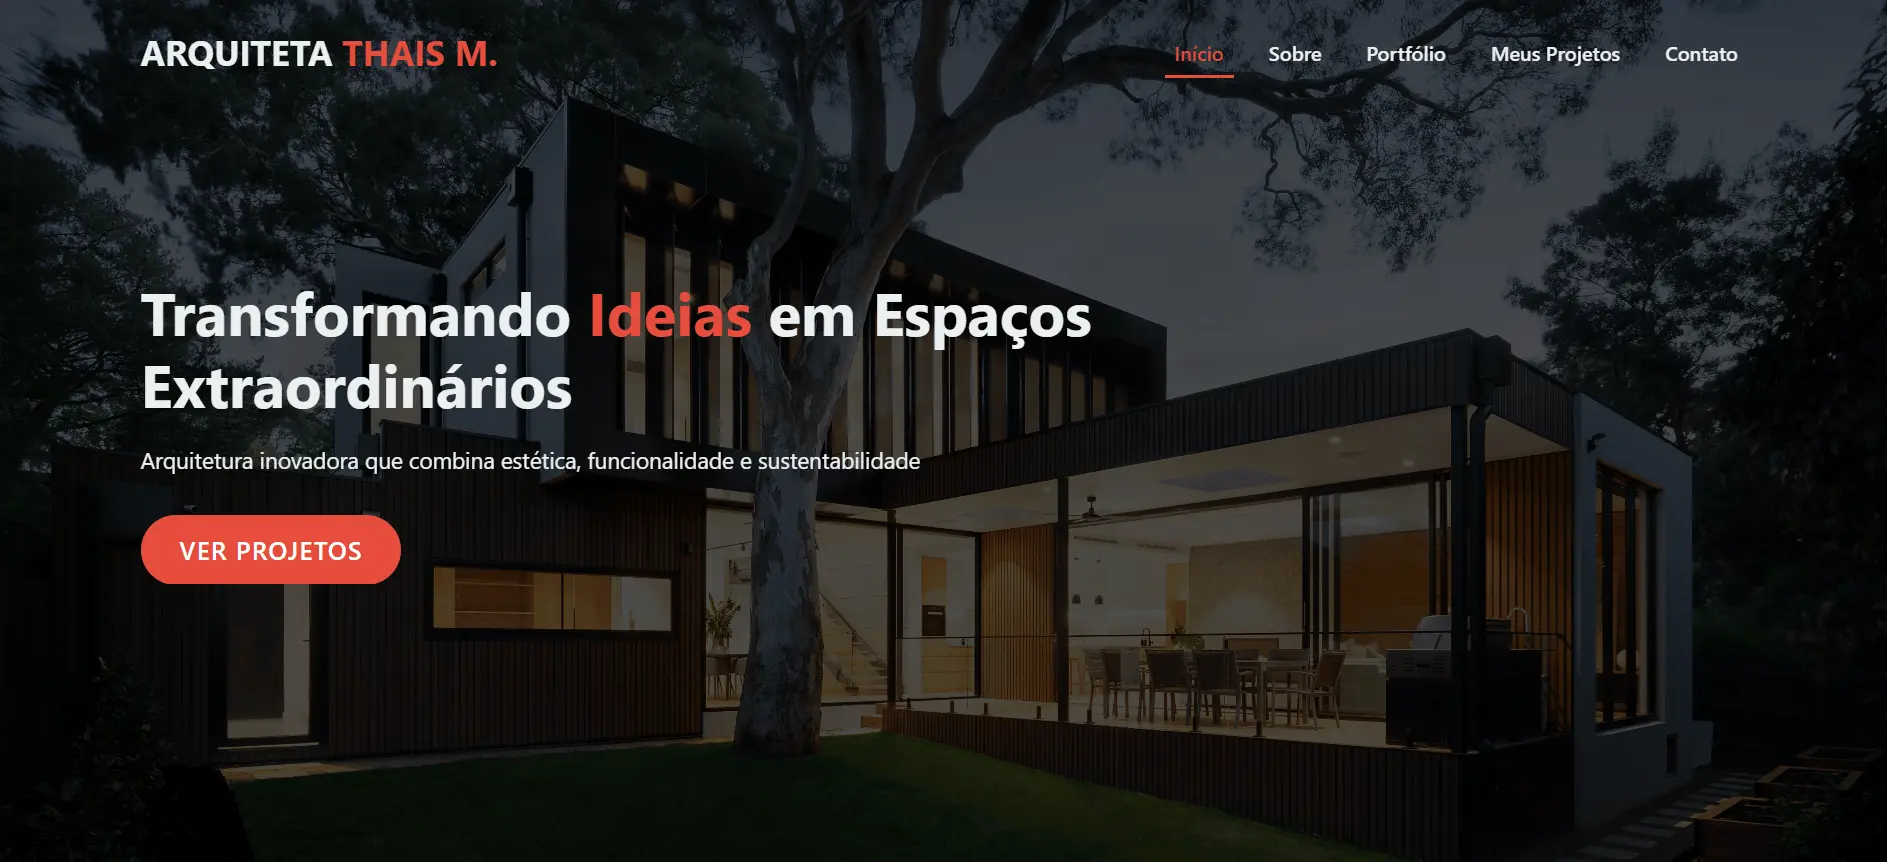 ARQUITETA THAIS M.
Início Sobre Portfólio Meus Projetos Contato
Transformando Ideias em Espaços
Extraordinários
Arquitetura inovadora que combina estética, funcionalidade e sustentabilidade
VER PROJETOS